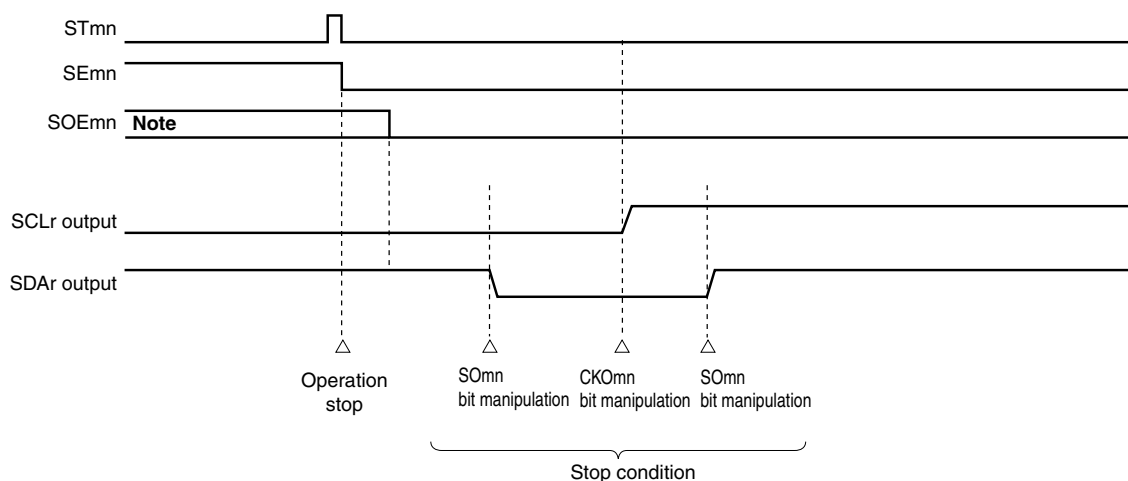 STmn
SEmn
SOEmn Note
SCLr output
SDAr output
Operation
stop
SOmn
bit manipulation
CKOmn
bit manipulation
SOmn
bit manipulation
Stop condition